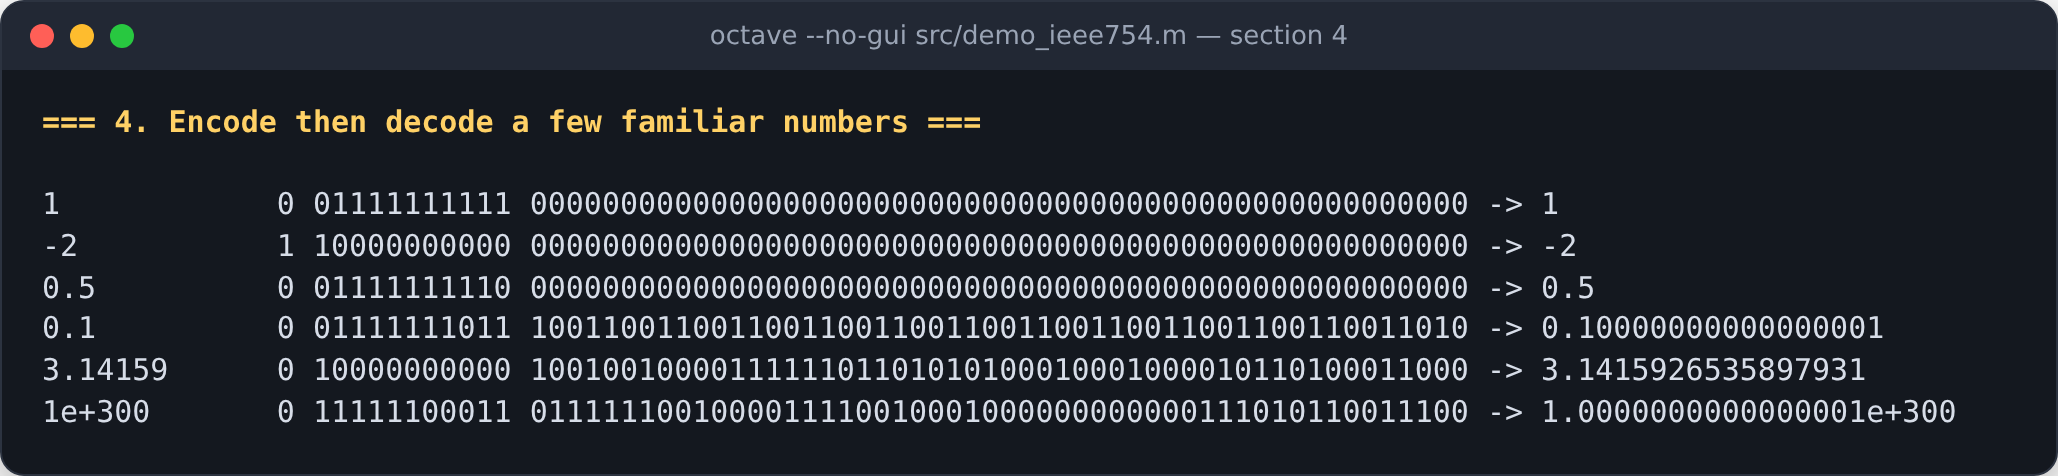 octave --no-gui src/demo_ieee754.m — section 4
=== 4. Encode then decode a few familiar numbers ===
1 0 01111111111 0000000000000000000000000000000000000000000000000000 -> 1
-2 1 10000000000 0000000000000000000000000000000000000000000000000000 -> -2
0.5 0 01111111110 0000000000000000000000000000000000000000000000000000 -> 0.5
0.1 0 01111111011 1001100110011001100110011001100110011001100110011010 -> 0.10000000000000001
3.14159 0 10000000000 1001001000011111101101010100010001000010110100011000 -> 3.1415926535897931
1e+300 0 11111100011 0111111001000011110010001000000000000111010110011100 -> 1.0000000000000001e+300